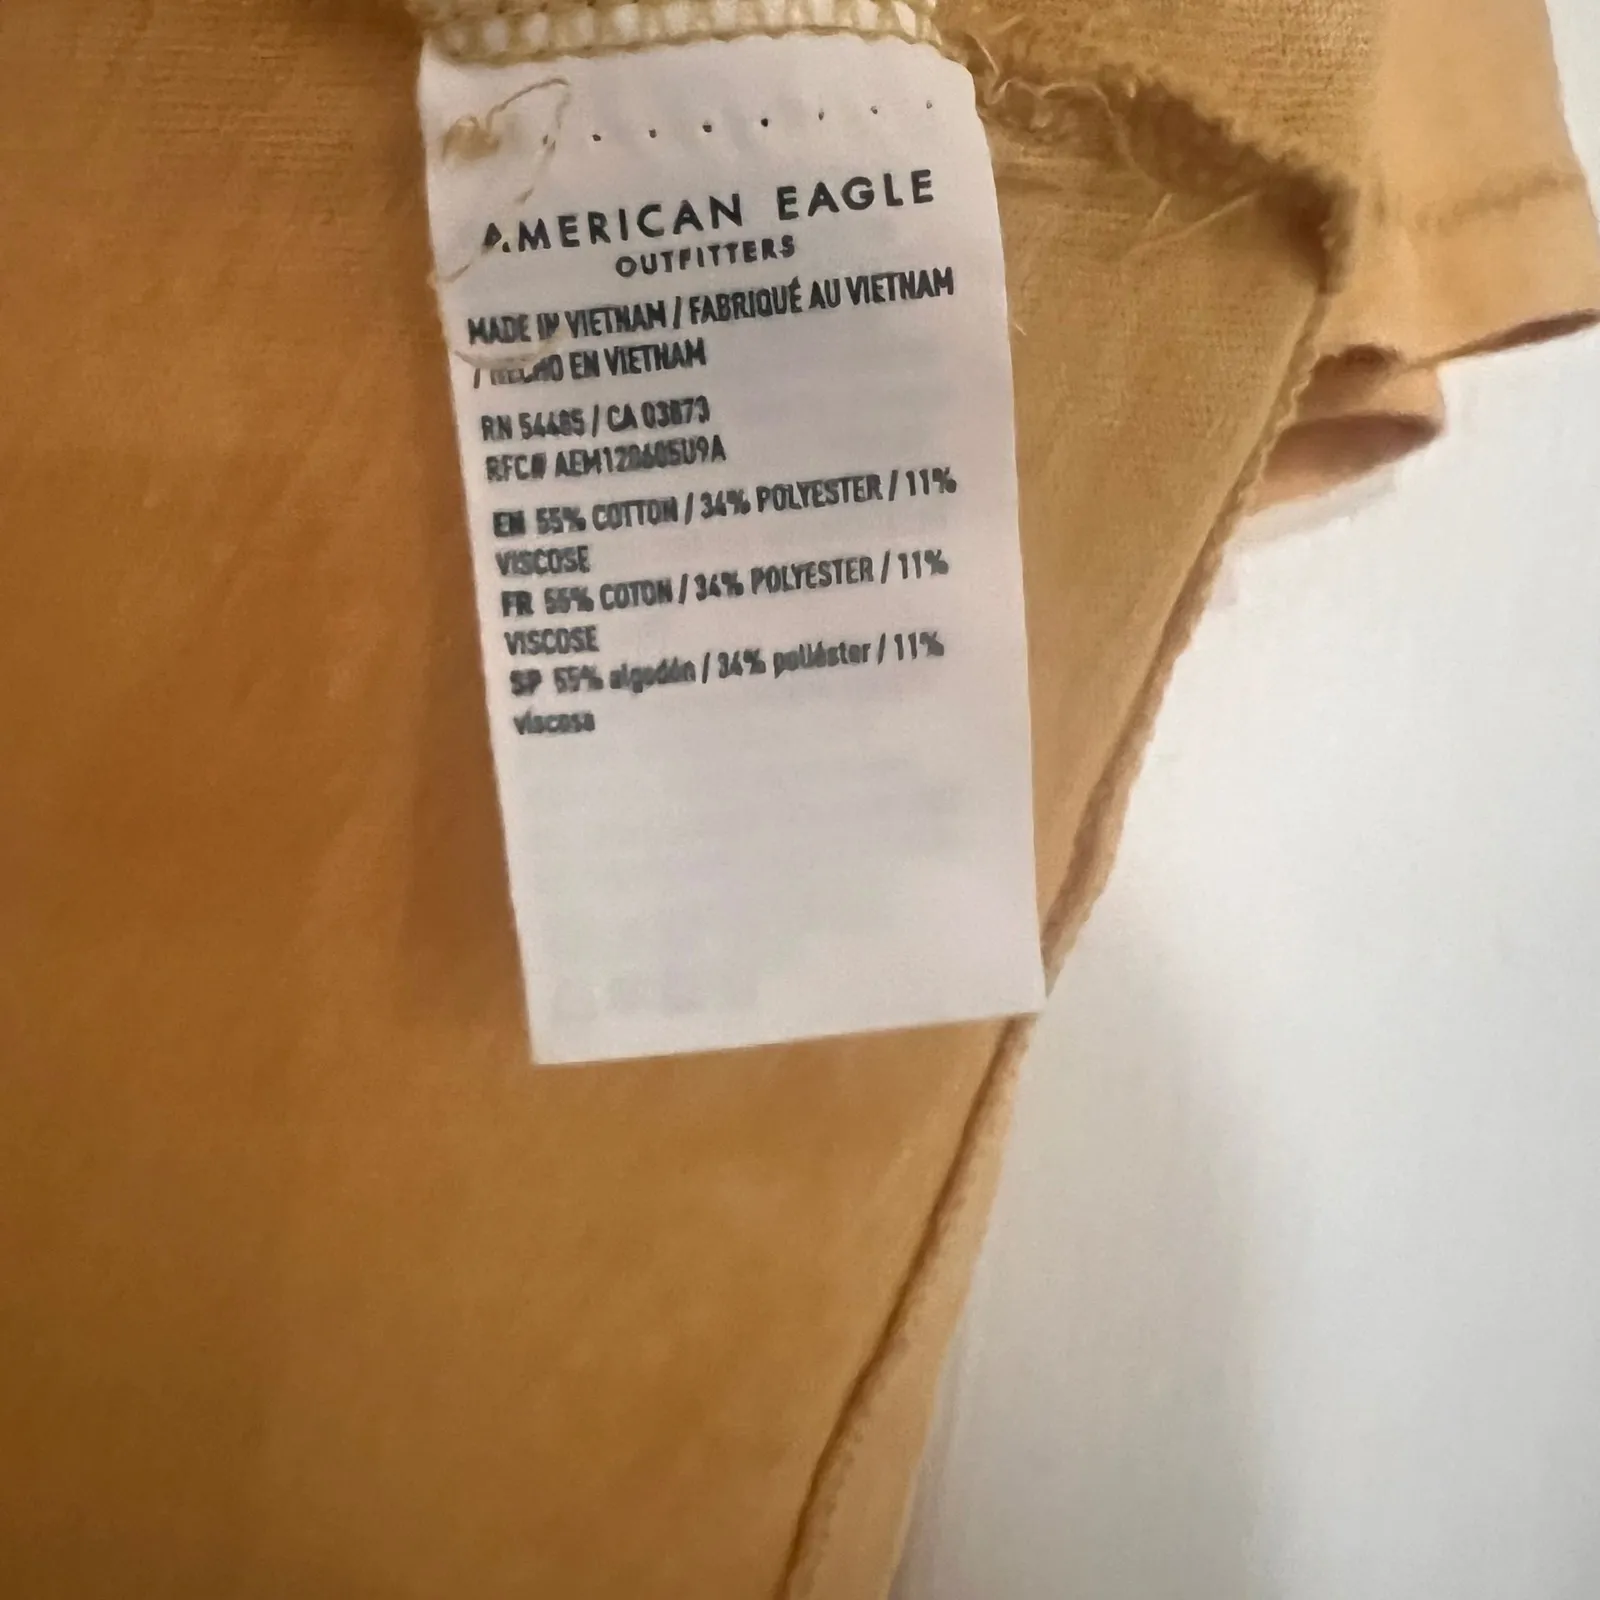 AMERICAN EAGLE
OUTFITTERS
MADE IN VIETNAM / FABRIQUÉ AU VIETNAM
/ HECHO EN VIETNAM
RN 54485 / CA 03873
RFC# AEM120605U9A
EN 55% COTTON / 34% POLYESTER / 11%
VISCOSE
FR 55% COTON / 34% POLYESTER / 11%
VISCOSE
SP 55% algodón / 34% poliéster / 11%
viscosa